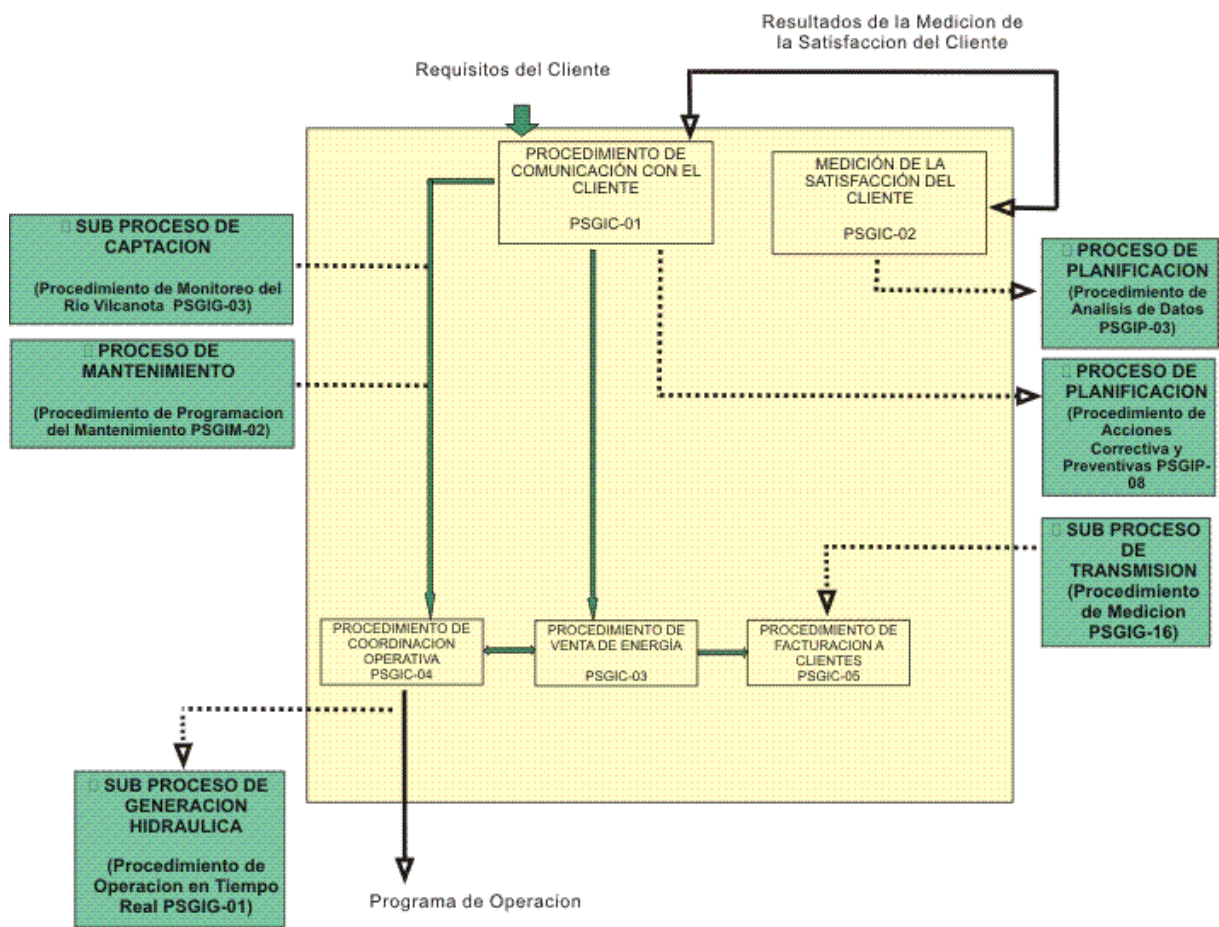 Resultados de la Medicion de
la Satisfaccion del Cliente
Requisitos del Cliente
PROCEDIMIENTO DE
COMUNICACIÓN CON EL
CLIENTE
PSGIC-01
MEDICIÓN DE LA
SATISFACCIÓN DEL
CLIENTE
PSGIC-02
SUB PROCESO DE
CAPTACION
(Procedimiento de Monitoreo del
Rio Vilcanota PSGIG-03)
PROCESO DE
PLANIFICACION
(Procedimiento de
Analisis de Datos
PSGIP-03)
PROCESO DE
MANTENIMIENTO
(Procedimiento de Programacion
del Mantenimiento PSGIM-02)
PROCESO DE
PLANIFICACION
(Procedimiento de
Acciones
Correctiva y
Preventivas PSGIP-
08
SUB PROCESO
DE
TRANSMISION
(Procedimiento
de Medicion
PSGIG-16)
PROCEDIMIENTO DE
COORDINACION
OPERATIVA
PSGIC-04
PROCEDIMIENTO DE
VENTA DE ENERGÍA
PSGIC-03
PROCEDIMIENTO DE
FACTURACION A
CLIENTES
PSGIC-05
SUB PROCESO DE
GENERACION
HIDRAULICA
(Procedimiento de
Operacion en Tiempo
Real PSGIG-01)
Programa de Operacion